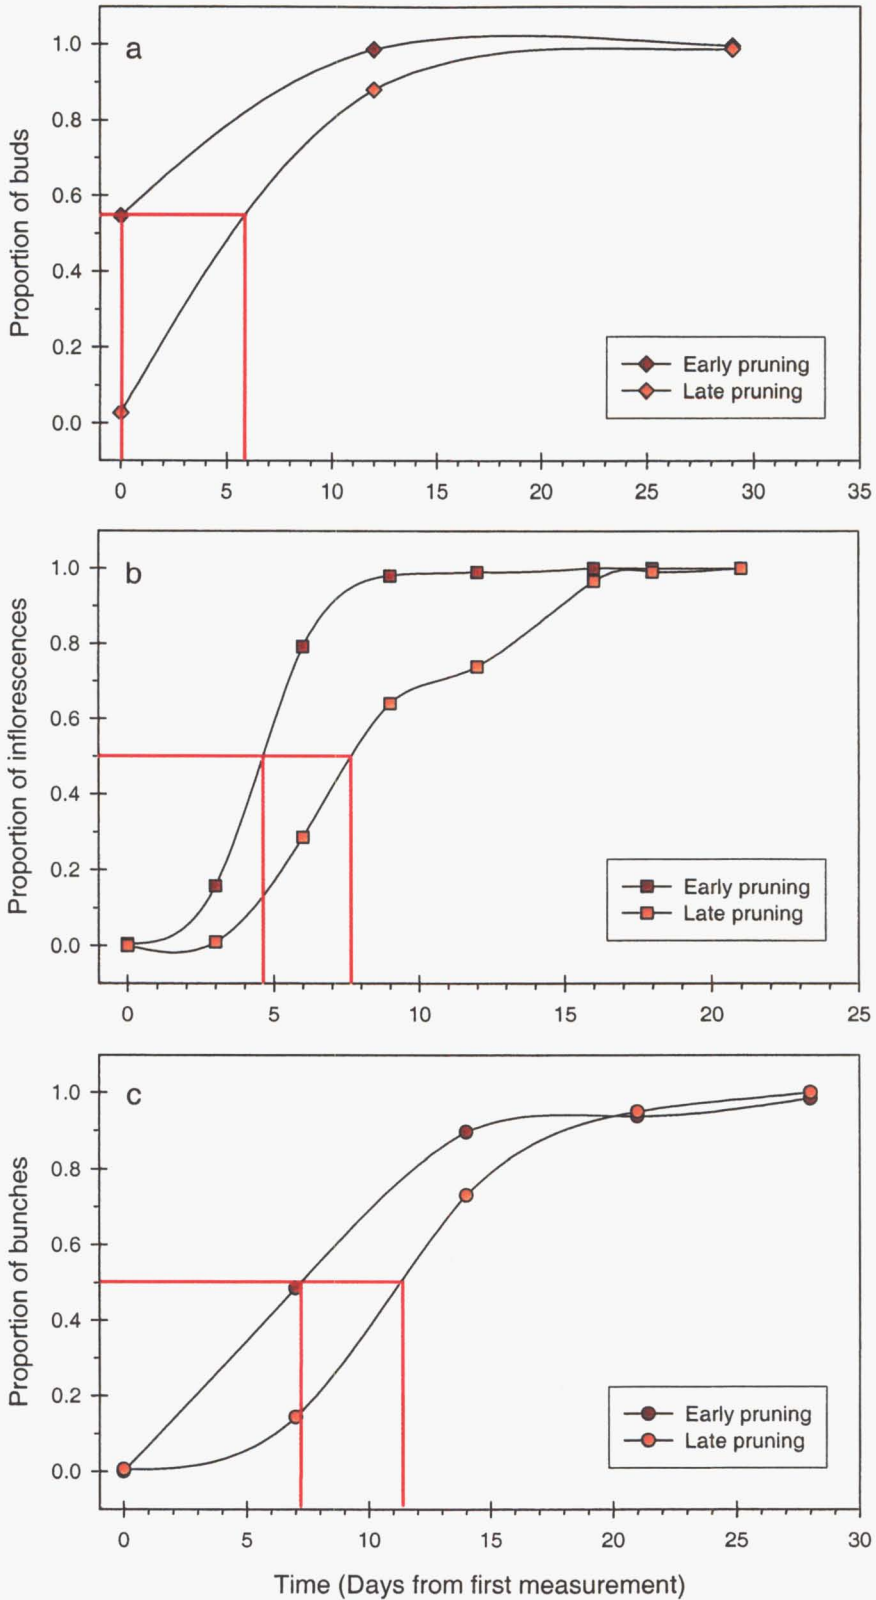 a
Proportion of buds
1.0
0.8
0.6
0.4
0.2
0.0
Early pruning
Late pruning
0 5 10 15 20 25 30 35
b
Proportion of inflorescences
1.0
0.8
0.6
0.4
0.2
0.0
Early pruning
Late pruning
0 5 10 15 20 25
c
Proportion of bunches
1.0
0.8
0.6
0.4
0.2
0.0
Early pruning
Late pruning
0 5 10 15 20 25 30
Time (Days from first measurement)